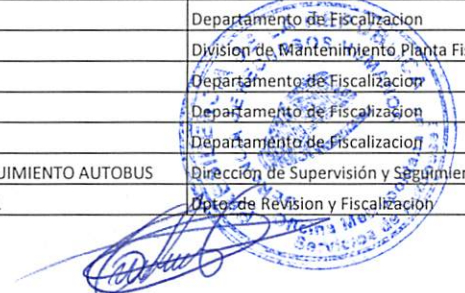 Departamento de Fiscalizacion
Division de Mantenimiento Planta Fis
Departamento de Fiscalizacion
Departamento de Fiscalizacion
Departamento de Fiscalizacion
UIMIENTO AUTOBUS Dirección de Supervisión y Seguimien
Dpto. de Revision y Fiscalizacion